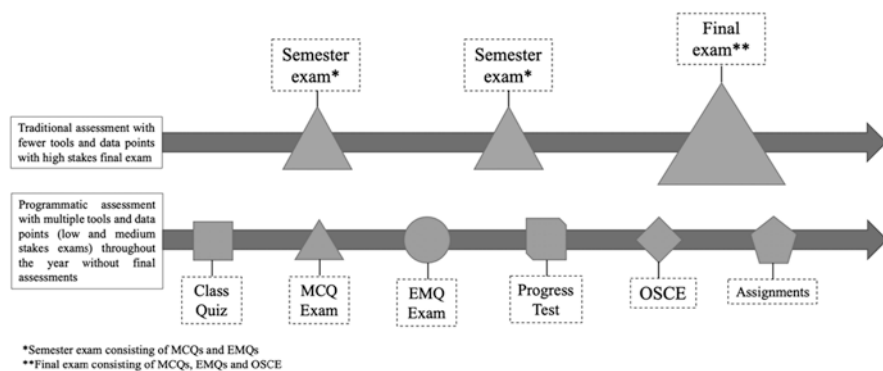 Semester
exam*
Semester
exam*
Final
exam**
Traditional assessment with
fewer tools and data points
with high stakes final exam
Programmatic assessment
with multiple tools and data
points (low and medium
stakes exams) throughout
the year without final
assessments
Class
Quiz
MCQ
Exam
EMQ
Exam
Progress
Test
OSCE
Assignments
*Semester exam consisting of MCQs and EMQs
**Final exam consisting of MCQs, EMQs and OSCE